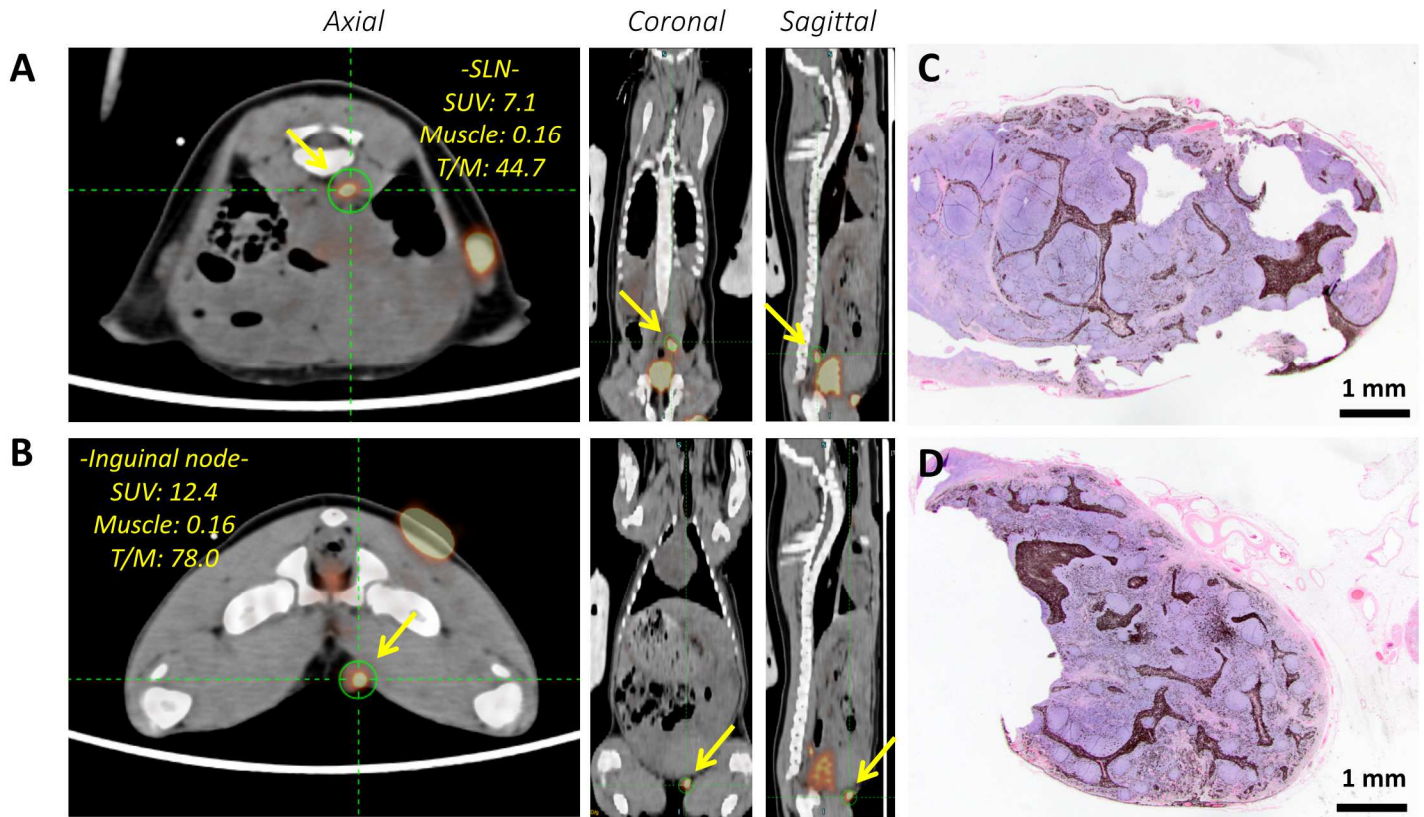 Axial
Coronal
Sagittal
A
-SLN-
SUV: 7.1
Muscle: 0.16
T/M: 44.7
C
1 mm
B
-Inguinal node-
SUV: 12.4
Muscle: 0.16
T/M: 78.0
D
1 mm